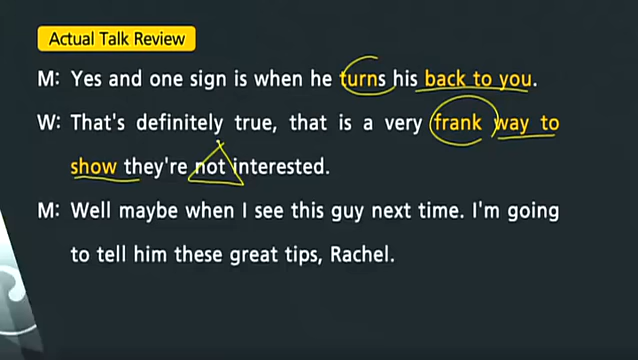 Actual Talk Review
M: Yes and one sign is when he turns his back to you.
W: That's definitely true, that is a very frank way to
show they're not interested.
M: Well maybe when I see this guy next time. I'm going
to tell him these great tips, Rachel.